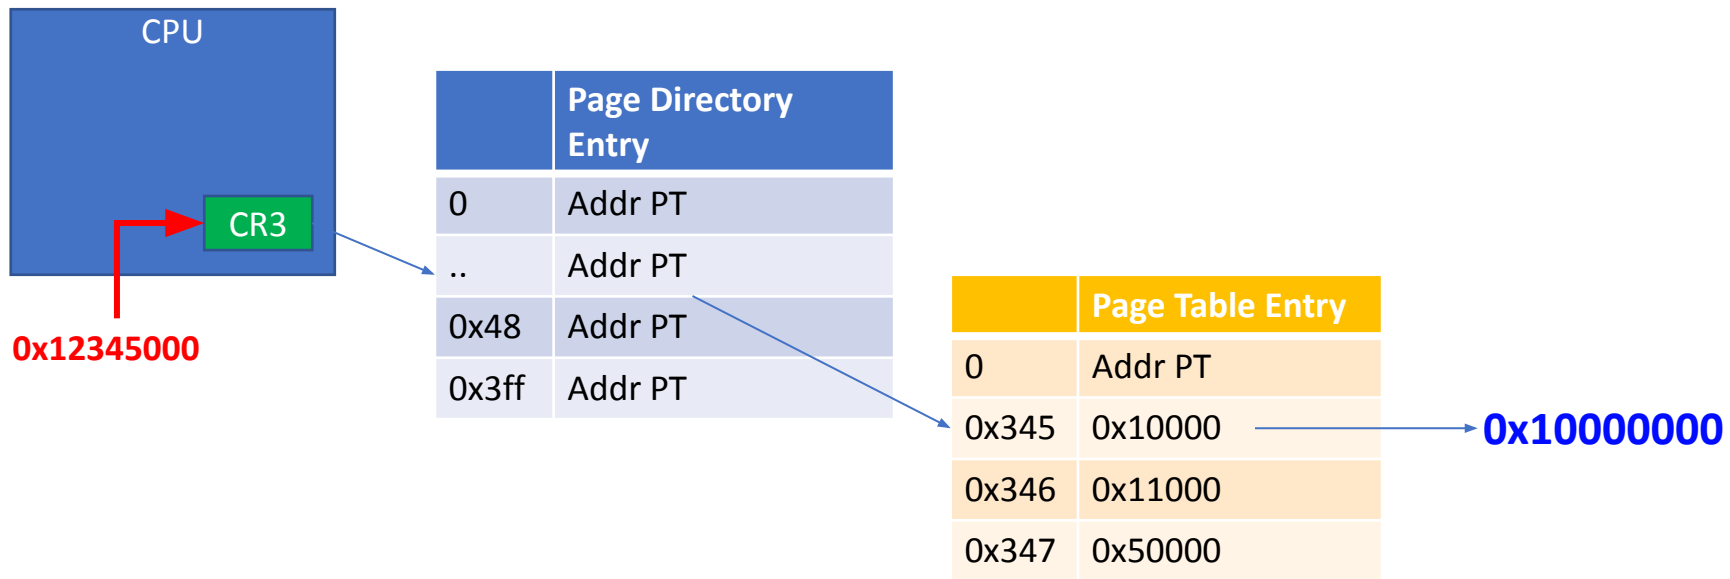 CPU
CR3
0x12345000
Page Directory
Entry
0 Addr PT
.. Addr PT
0x48 Addr PT
0x3ff Addr PT
Page Table Entry
0 Addr PT
0x345 0x10000
0x346 0x11000
0x347 0x50000
0x10000000